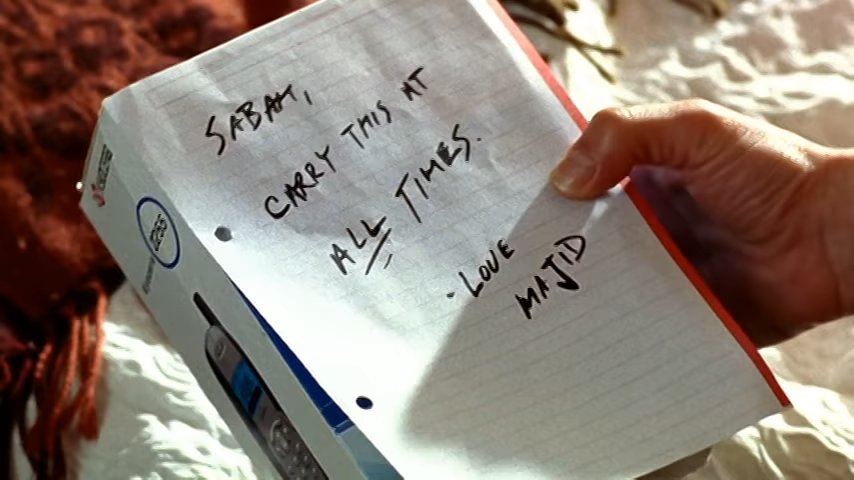 SABAH,
CARRY THIS AT
ALL TIMES.
- LOVE
MAJID